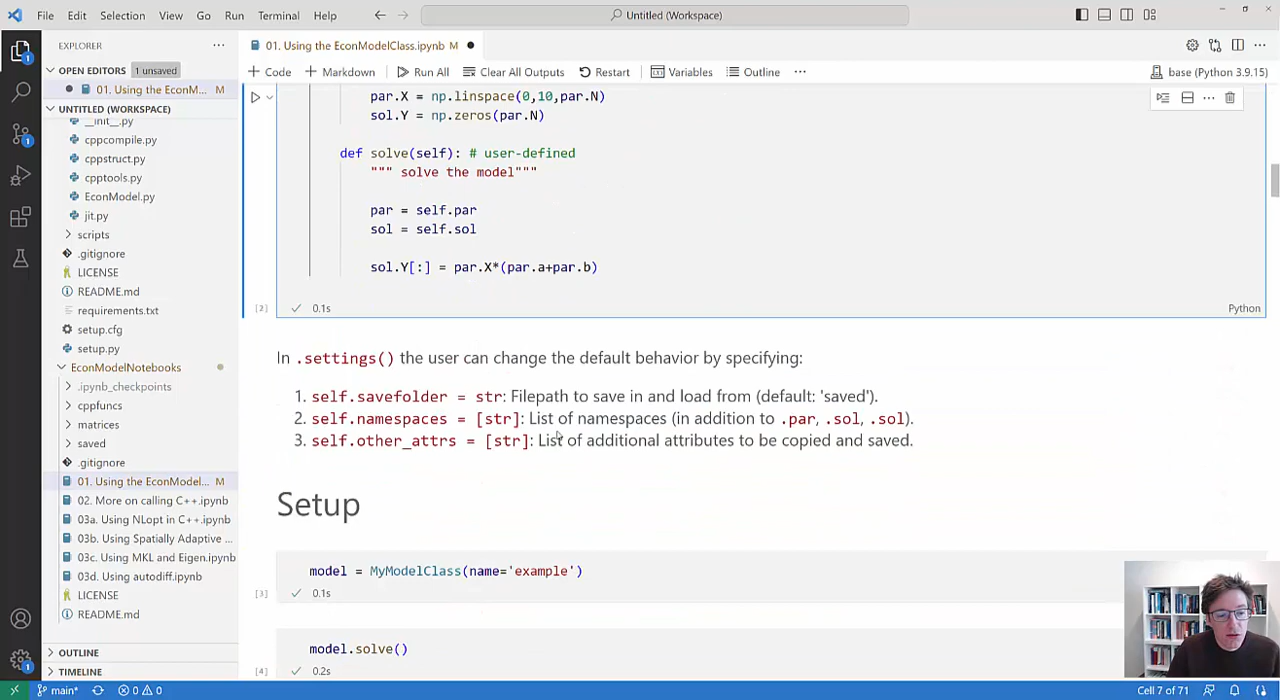 File Edit Selection View Go Run Terminal Help Untitled (Workspace)
EXPLORER
OPEN EDITORS 1 unsaved
01. Using the EconM... M
UNTITLED (WORKSPACE)
__init__.py
cppcompile.py
cppstruct.py
cpptools.py
EconModel.py
jit.py
scripts
.gitignore
LICENSE
README.md
requirements.txt
setup.cfg
setup.py
EconModelNotebooks
.ipynb_checkpoints
cppfuncs
matrices
saved
.gitignore
01. Using the EconModel... M
02. More on calling C++.ipynb
03a. Using NLopt in C++.ipynb
03b. Using Spatially Adaptive ...
03c. Using MKL and Eigen.ipynb
03d. Using autodiff.ipynb
LICENSE
README.md
OUTLINE
TIMELINE
01. Using the EconModelClass.ipynb M
Code Markdown Run All Clear All Outputs Restart Variables Outline base (Python 3.9.15)
par.X = np.linspace(0,10,par.N)
sol.Y = np.zeros(par.N)
def solve(self): # user-defined
""" solve the model"""
par = self.par
sol = self.sol
sol.Y[:] = par.X*(par.a+par.b)
[2] 0.1s Python
In .settings() the user can change the default behavior by specifying:
1. self.savefolder = str: Filepath to save in and load from (default: 'saved').
2. self.namespaces = [str]: List of namespaces (in addition to .par, .sol, .sol).
3. self.other_attrs = [str]: List of additional attributes to be copied and saved.
Setup
model = MyModelClass(name='example')
[3] 0.1s
model.solve()
[4] 0.2s
main* 0 0 Cell 7 of 71